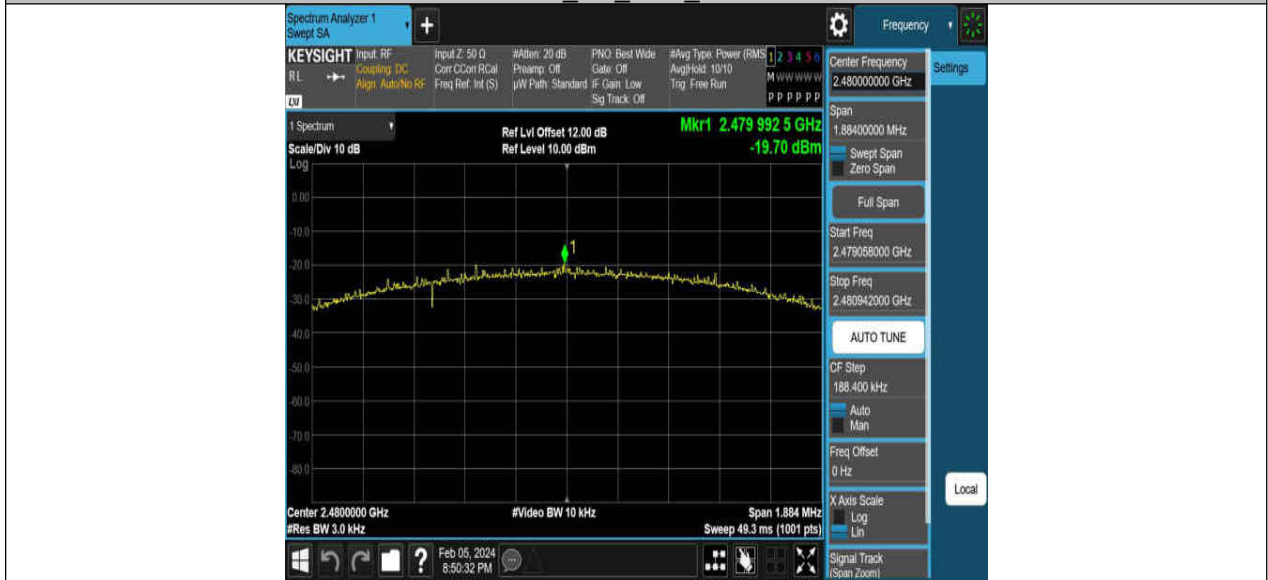 Spectrum Analyzer 1
Swept SA
+
Frequency
KEYSIGHT
RL
LXI
Input: RF
Coupling: DC
Align: Auto/No RF
Input Z: 50 Ω
Corr CCorr RCal
Freq Ref: Int (S)
#Atten: 20 dB
Preamp: Off
µW Path: Standard
PNO: Best Wide
Gate: Off
IF Gain: Low
Sig Track: Off
#Avg Type: Power (RMS
Avg|Hold: 10/10
Trig: Free Run
1 2 3 4 5 6
M W W W W W
P P P P P P
1 Spectrum
Scale/Div 10 dB
Log
Ref Lvl Offset 12.00 dB
Ref Level 10.00 dBm
Mkr1 2.479 992 5 GHz
-19.70 dBm
0.00
-10.0
-20.0
-30.0
-40.0
-50.0
-60.0
-70.0
-80.0
1
Center 2.4800000 GHz
#Res BW 3.0 kHz
#Video BW 10 kHz
Span 1.884 MHz
Sweep 49.3 ms (1001 pts)
Feb 05, 2024
8:50:32 PM
?
Center Frequency
2.480000000 GHz
Settings
Span
1.88400000 MHz
Swept Span
Zero Span
Full Span
Start Freq
2.479058000 GHz
Stop Freq
2.480942000 GHz
AUTO TUNE
CF Step
188.400 kHz
Auto
Man
Freq Offset
0 Hz
X Axis Scale
Log
Lin
Local
Signal Track
(Span Zoom)